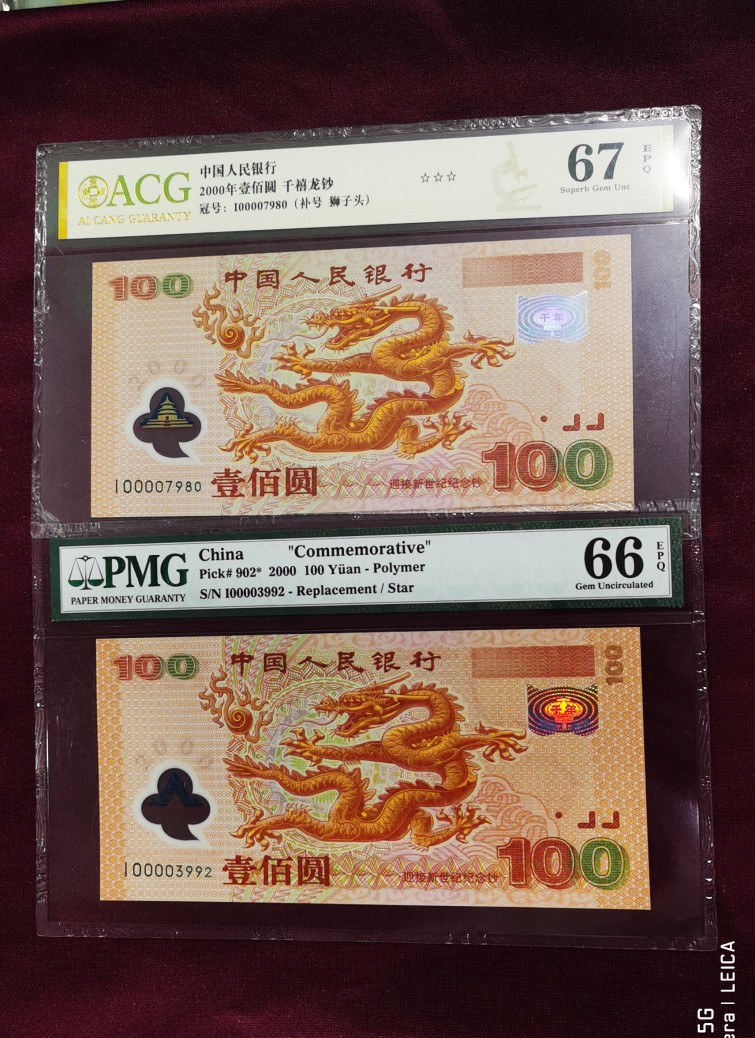 ACG
AI CANG GUARANTY
中国人民银行
2000年壹佰圆 千禧龙钞
冠号: I00007980 (补号 狮子头)
☆☆☆
67
EPQ
Superb Gem Unc
100
中国人民银行
100
千年
2000
100
I00007980
壹佰圆
迎接新世纪纪念钞
PMG
PAPER MONEY GUARANTY
China "Commemorative"
Pick# 902* 2000 100 Yüan - Polymer
S/N I00003992 - Replacement / Star
66
EPQ
Gem Uncirculated
100
中国人民银行
100
千年
2000
100
I00003992
壹佰圆
迎接新世纪纪念钞
5G
era | LEICA